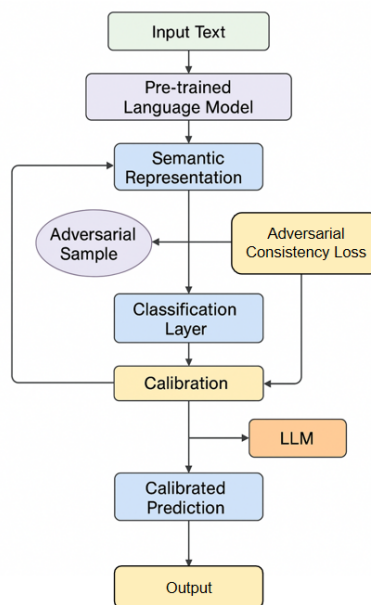 Input Text
Pre-trained
Language Model
Semantic
Representation
Adversarial
Sample
Adversarial
Consistency Loss
Classification
Layer
Calibration
LLM
Calibrated
Prediction
Output